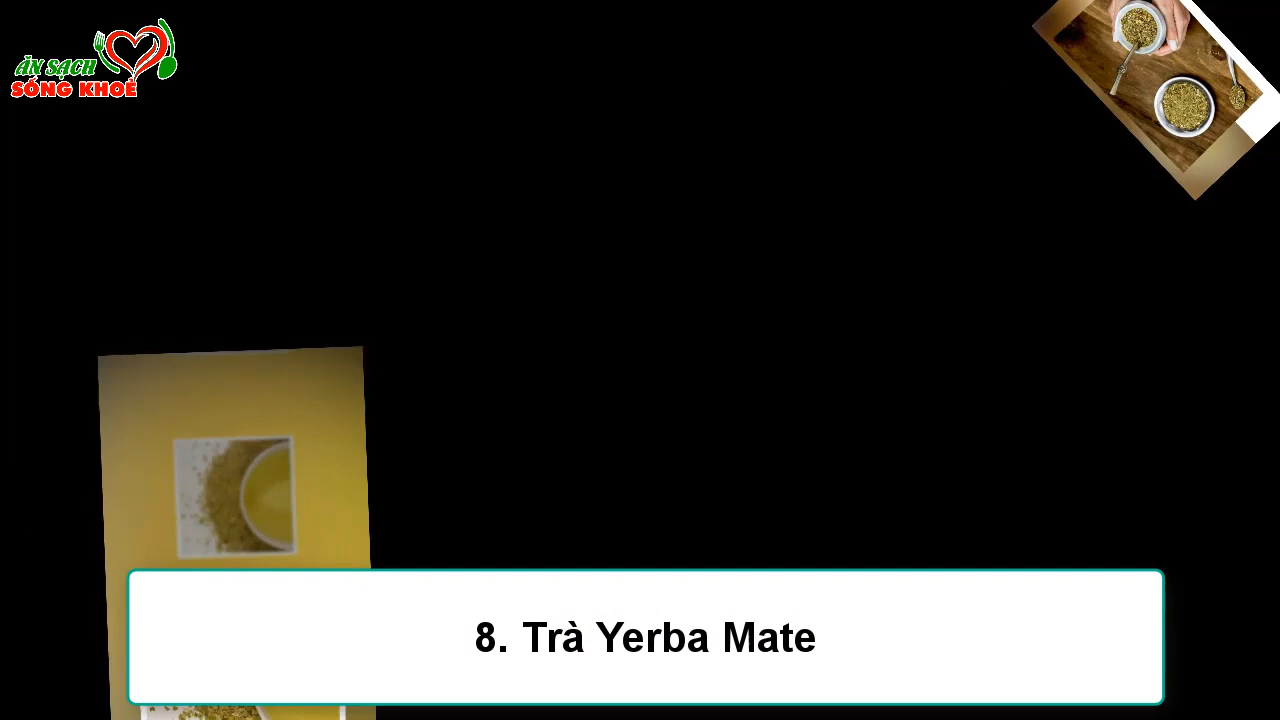 ĂN SẠCH
SỐNG KHOẺ
8. Trà Yerba Mate